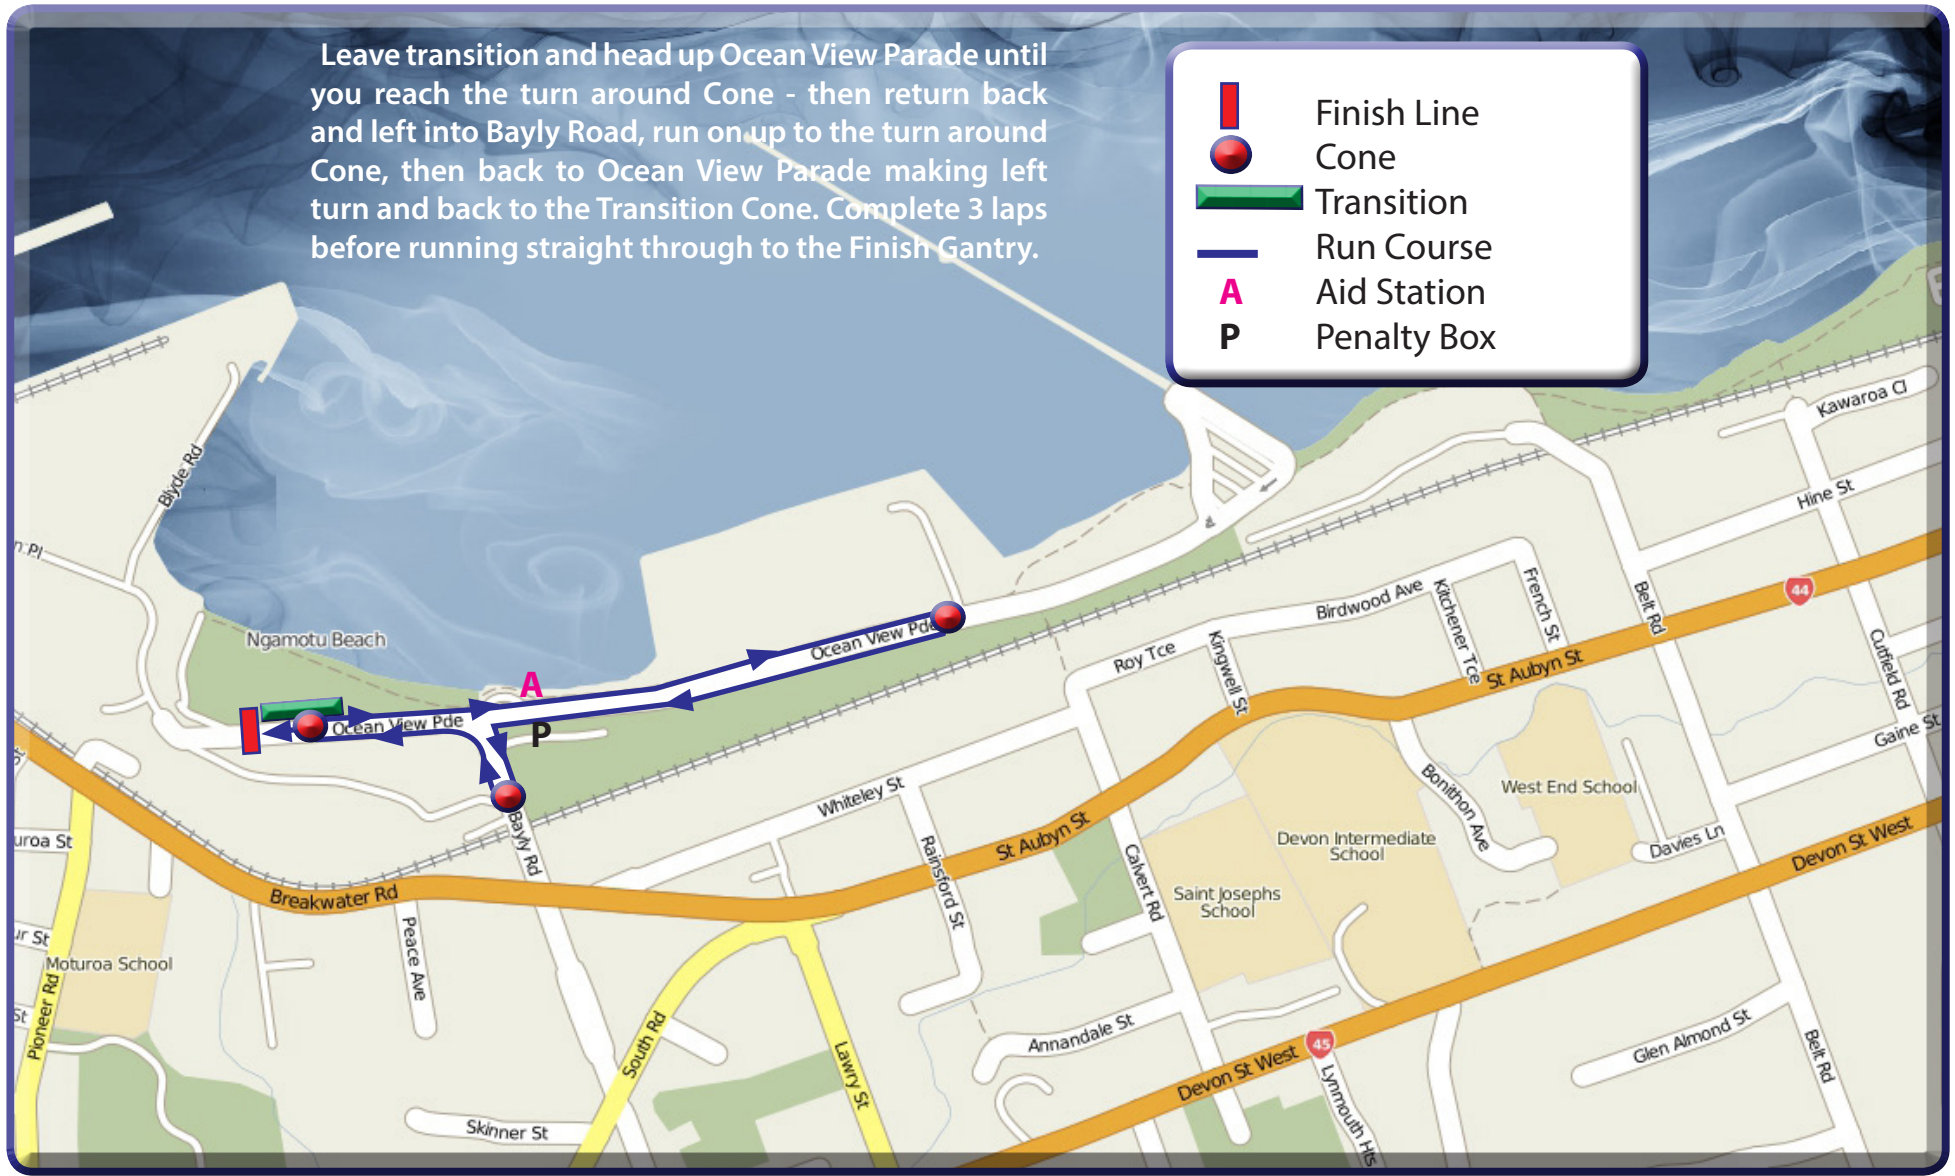 Leave transition and head up Ocean View Parade until
you reach the turn around Cone - then return back
and left into Bayly Road, run on up to the turn around
Cone, then back to Ocean View Parade making left
turn and back to the Transition Cone. Complete 3 laps
before running straight through to the Finish Gantry.
Finish Line
Cone
Transition
Run Course
A Aid Station
P Penalty Box
Kawaroa Cl
Blyde Rd
Hine St
n Pl
French St
Kitchener Tce
Birdwood Ave
Belt Rd
44
Ngamotu Beach
Ocean View Pde
Kingwell St
Roy Tce
Cutfield Rd
St Aubyn St
A
Ocean View Pde
P
Gaine St
Whiteley St
Bonithon Ave
West End School
Bayly Rd
uroa St
St Aubyn St
Devon Intermediate
School
Davies Ln
Devon St West
Rainsford St
Calvert Rd
Breakwater Rd
Saint Josephs
School
Peace Ave
ur St
Moturoa School
St
Pioneer Rd
South Rd
Lawry St
Annandale St
45
Devon St West
Glen Almond St
Belt Rd
Lynmouth Hts
Skinner St